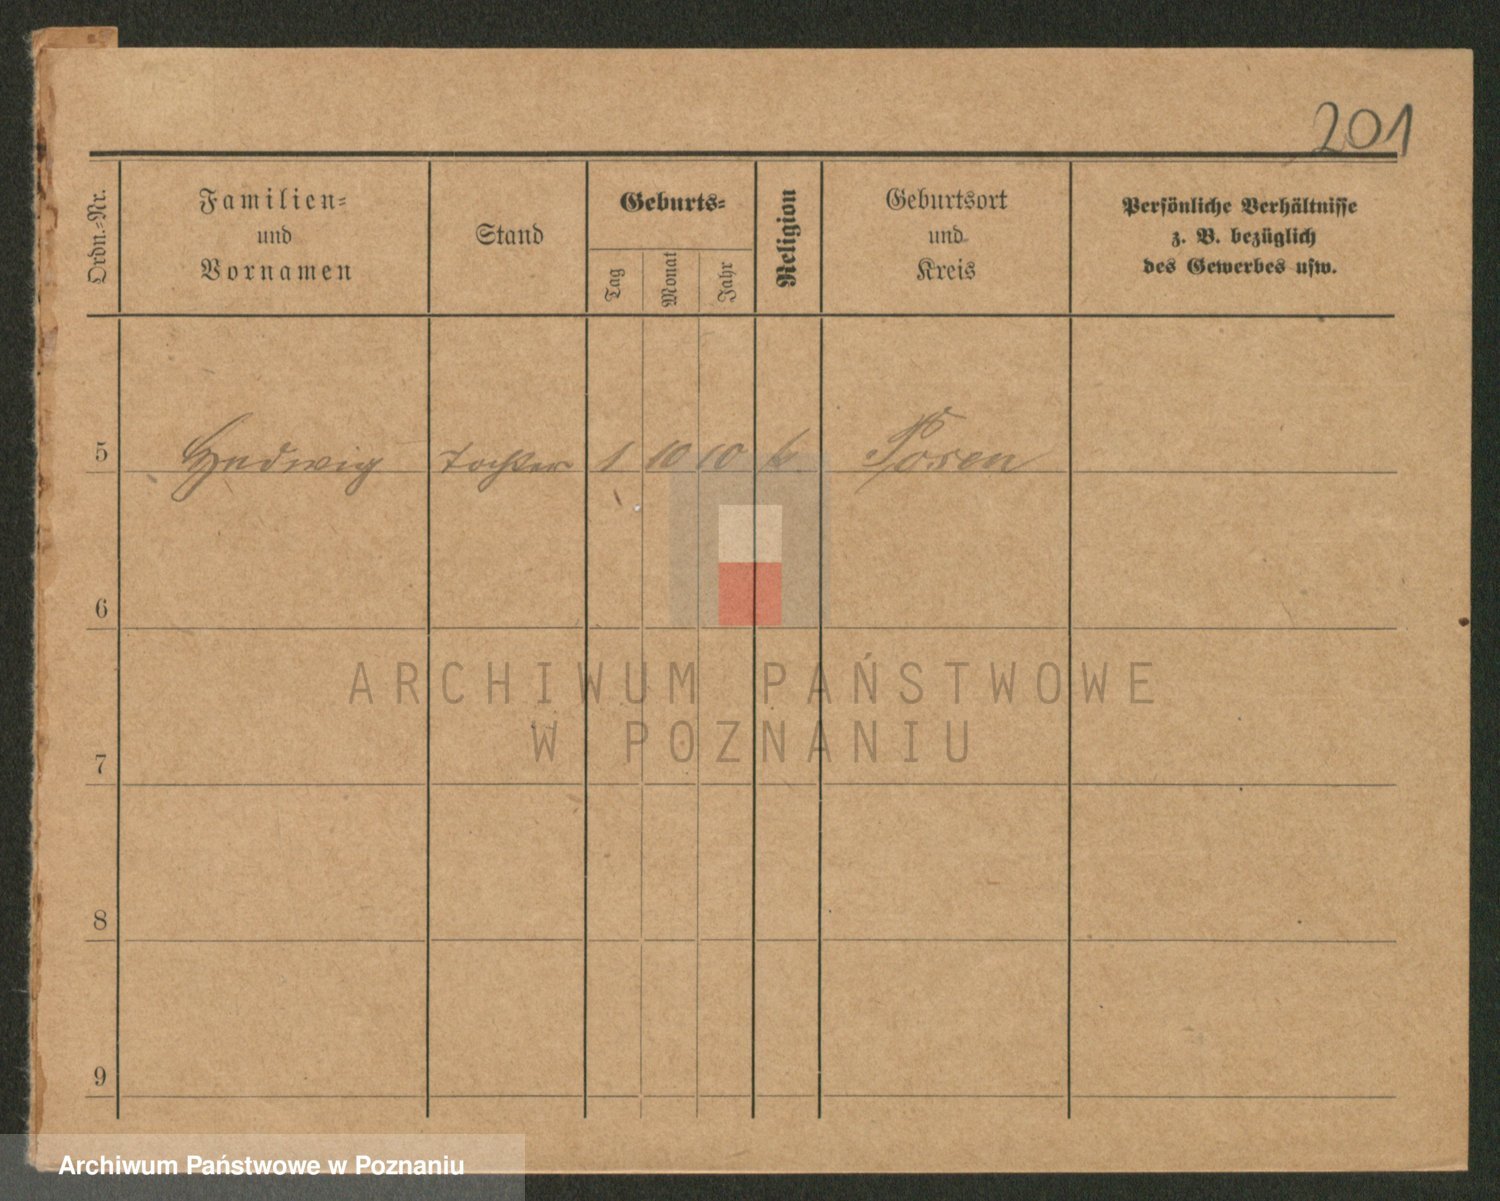 201
Ordn.-Nr.
Familien-
und
Vornamen
Stand
Geburts-
Tag
Monat
Jahr
Religion
Geburtsort
und
Kreis
Persönliche Verhältnisse
z. B. bezüglich
des Gewerbes usw.
5 Hedwig Tochter 1 10 10 k. Posen
6
7
8
9
ARCHIWUM PAŃSTWOWE
W POZNANIU
Archiwum Państwowe w Poznaniu